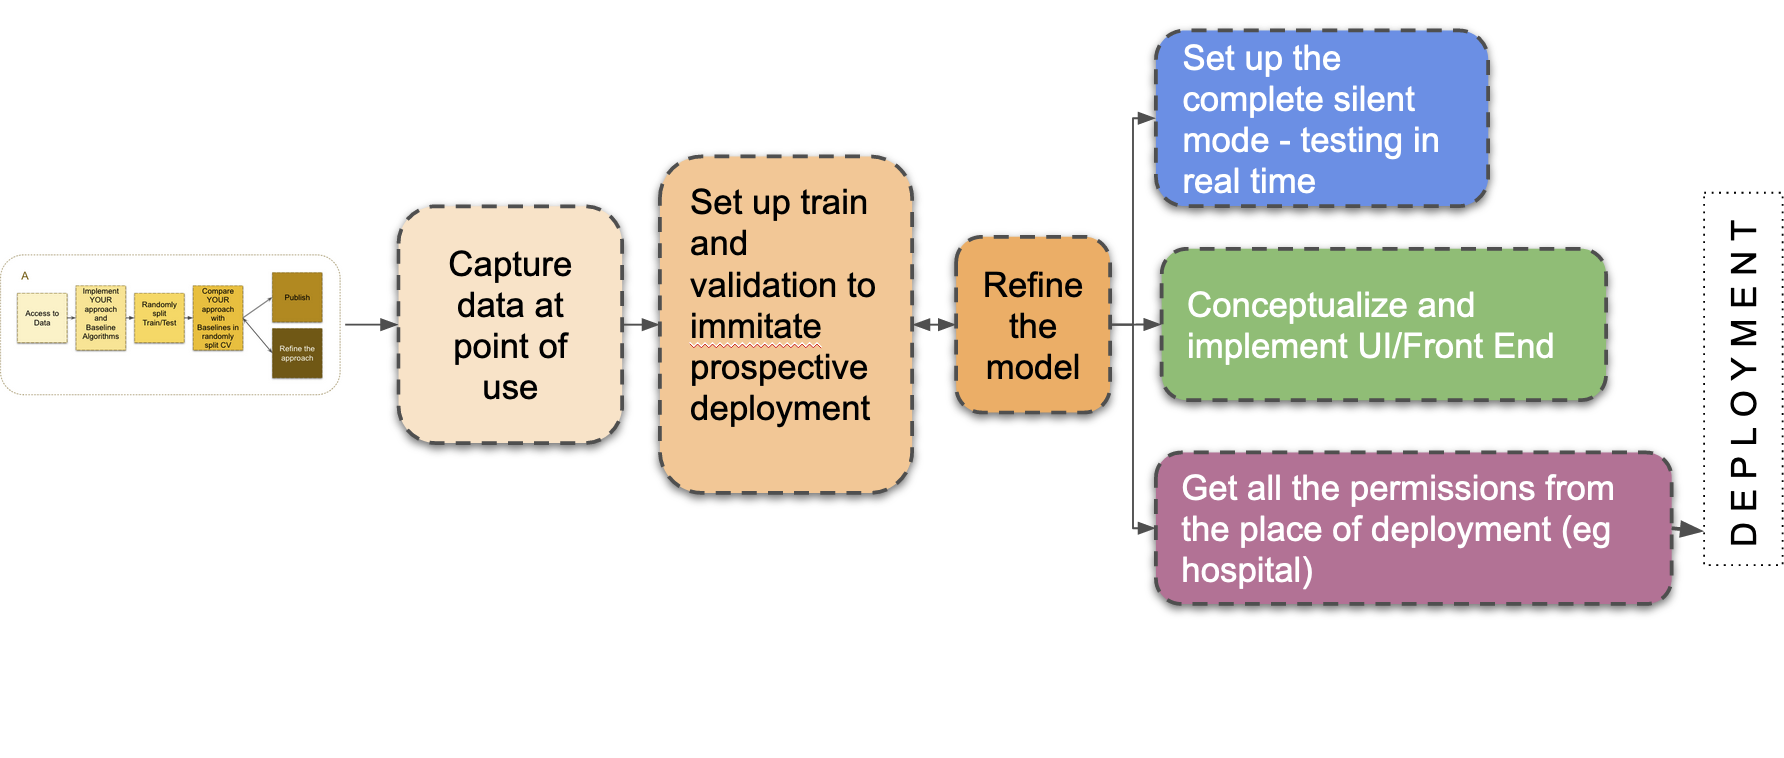 A
Access to
Data
Implement
YOUR
approach
and
Baseline
Algorithms
Randomly
split
Train/Test
Compare
YOUR
approach
with
Baselines in
randomly
split CV
Publish
Refine the
approach
Capture
data at
point of
use
Set up train
and
validation to
immitate
prospective
deployment
Refine
the
model
Set up the
complete silent
mode - testing in
real time
Conceptualize and
implement UI/Front End
Get all the permissions from
the place of deployment (eg
hospital)
DEPLOYMENT